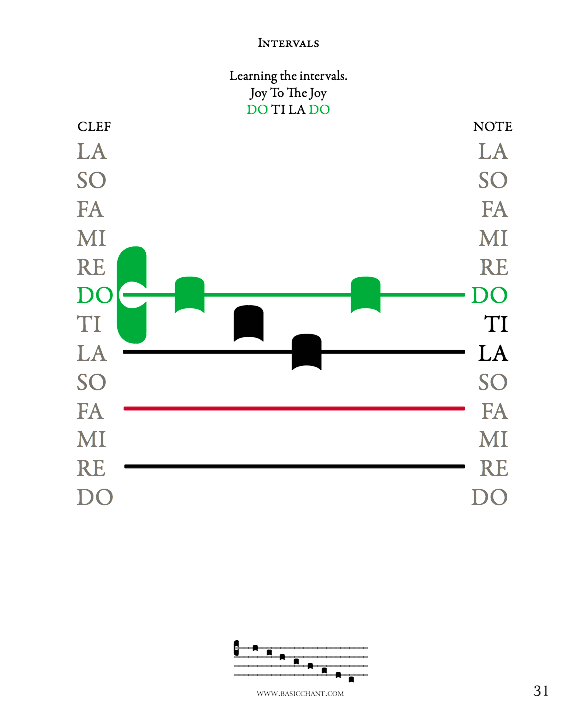 INTERVALS
Learning the intervals.
Joy To The Joy
DO TI LA DO
CLEF NOTE
LA LA
SO SO
FA FA
MI MI
RE RE
DO DO
TI TI
LA LA
SO SO
FA FA
MI MI
RE RE
DO DO
WWW.BASICCHANT.COM
31